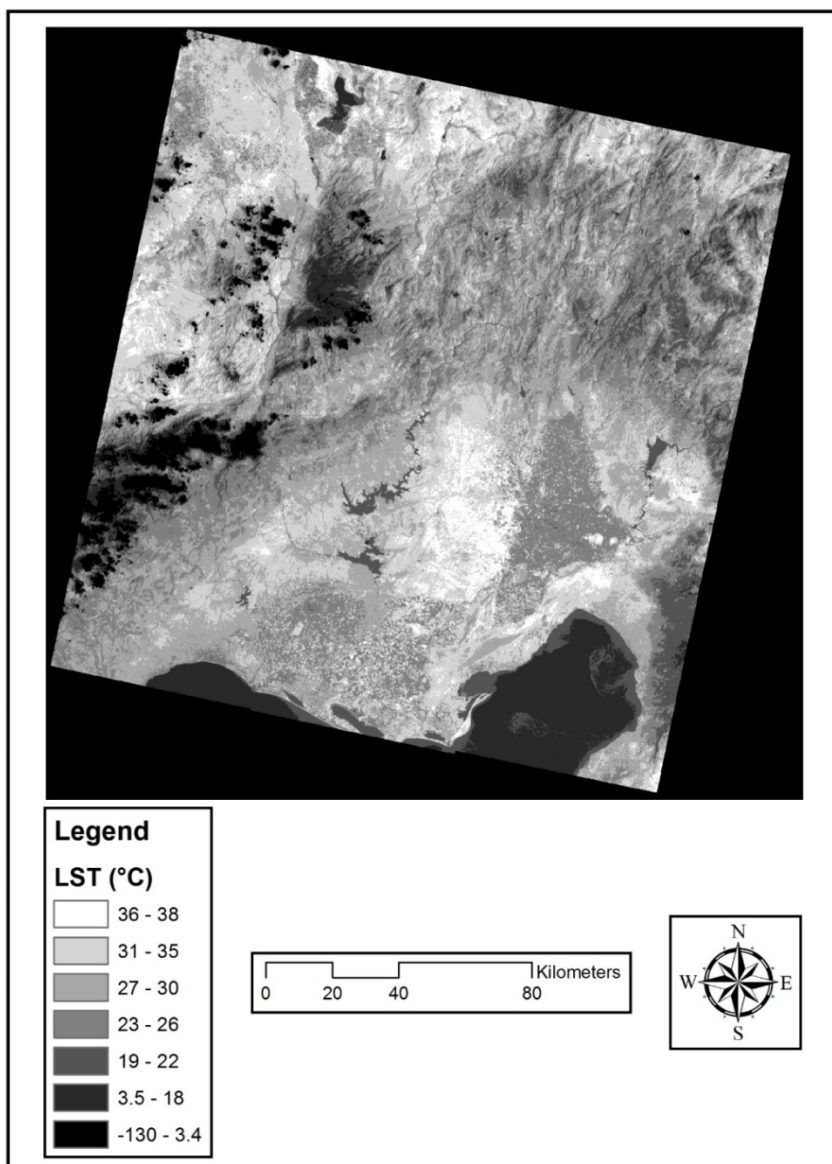 Legend
LST (°C)
36 - 38
31 - 35
27 - 30
23 - 26
19 - 22
3.5 - 18
-130 - 3.4
Kilometers
0 20 40 80
N
W E
S